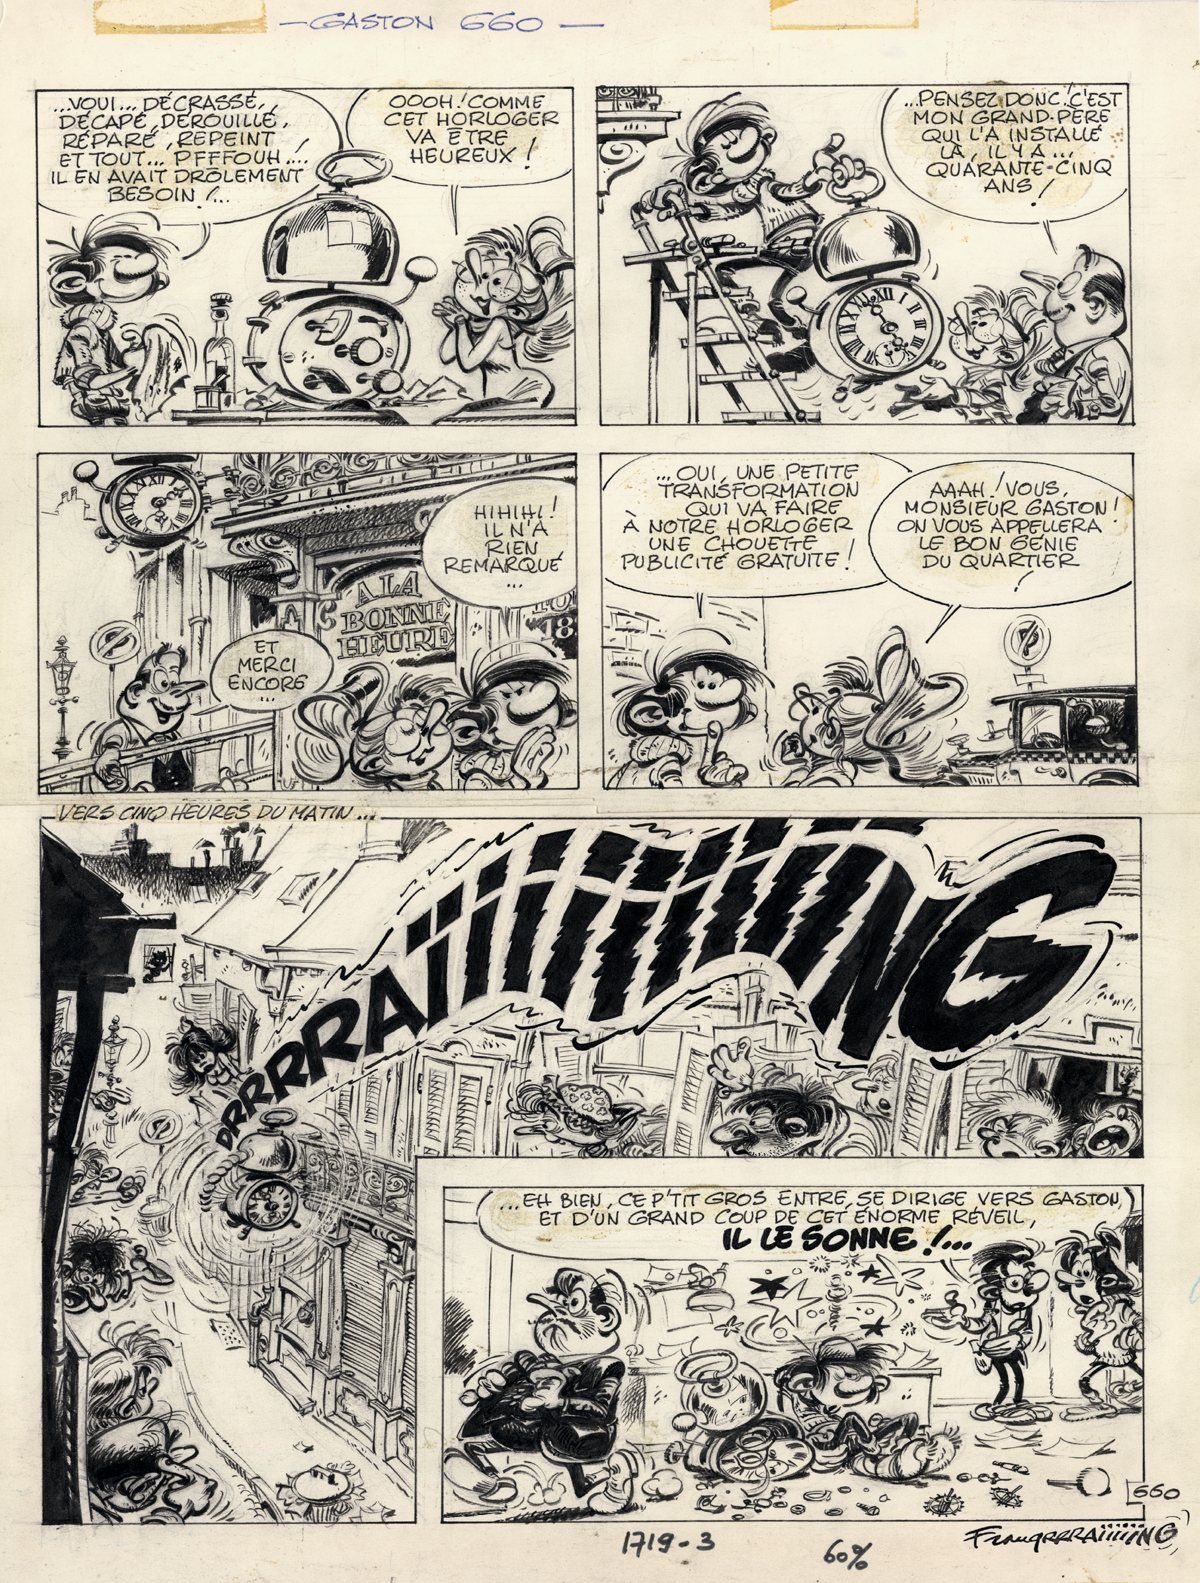 —GASTON 660—
...VOUI... DÉCRASSÉ,
DÉCAPÉ, DÉROUILLÉ,
RÉPARÉ, REPEINT
ET TOUT... PFFFOUH....
IL EN AVAIT DRÔLEMENT
BESOIN !...
OOOH ! COMME
CET HORLOGER
VA ÊTRE
HEUREUX !
...PENSEZ DONC ! C'EST
MON GRAND-PÈRE
QUI L'A INSTALLÉ
LÀ, IL Y A...
QUARANTE-CINQ
ANS !
HIHIHI !
IL N'A
RIEN
REMARQUÉ
...
A LA
BONNE
HEURE
ET
MERCI
ENCORE
...
...OUI, UNE PETITE
TRANSFORMATION
QUI VA FAIRE
À NOTRE HORLOGER
UNE CHOUETTE
PUBLICITÉ GRATUITE !
AAAH ! VOUS,
MONSIEUR GASTON !
ON VOUS APPELLERA
LE BON GÉNIE
DU QUARTIER
!
VERS CINQ HEURES DU MATIN...
DRRRRRAÏIIIIIIIIIIING
...EH BIEN, CE P'TIT GROS ENTRE, SE DIRIGE VERS GASTON,
ET D'UN GRAND COUP DE CET ÉNORME RÉVEIL,
IL LE SONNE !...
660
FranqRRRAIIIIING
1719-3
60%